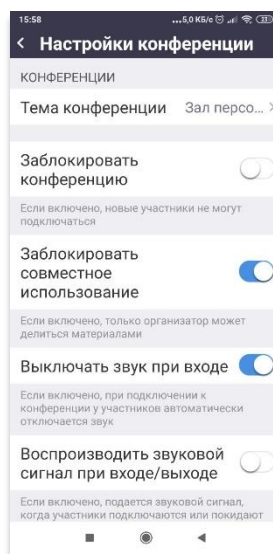 15:58
...5,0 КБ/с
Настройки конференции
КОНФЕРЕНЦИИ
Тема конференции Зал персо...
Заблокировать
конференцию
Если включено, новые участники не могут
подключаться
Заблокировать
совместное
использование
Если включено, только организатор может
делиться материалами
Выключать звук при входе
Если включено, при подключении к
конференции у участников автоматически
отключается звук
Воспроизводить звуковой
сигнал при входе/выходе
Если включено, подается звуковой сигнал,
когда участники подключаются или покидают